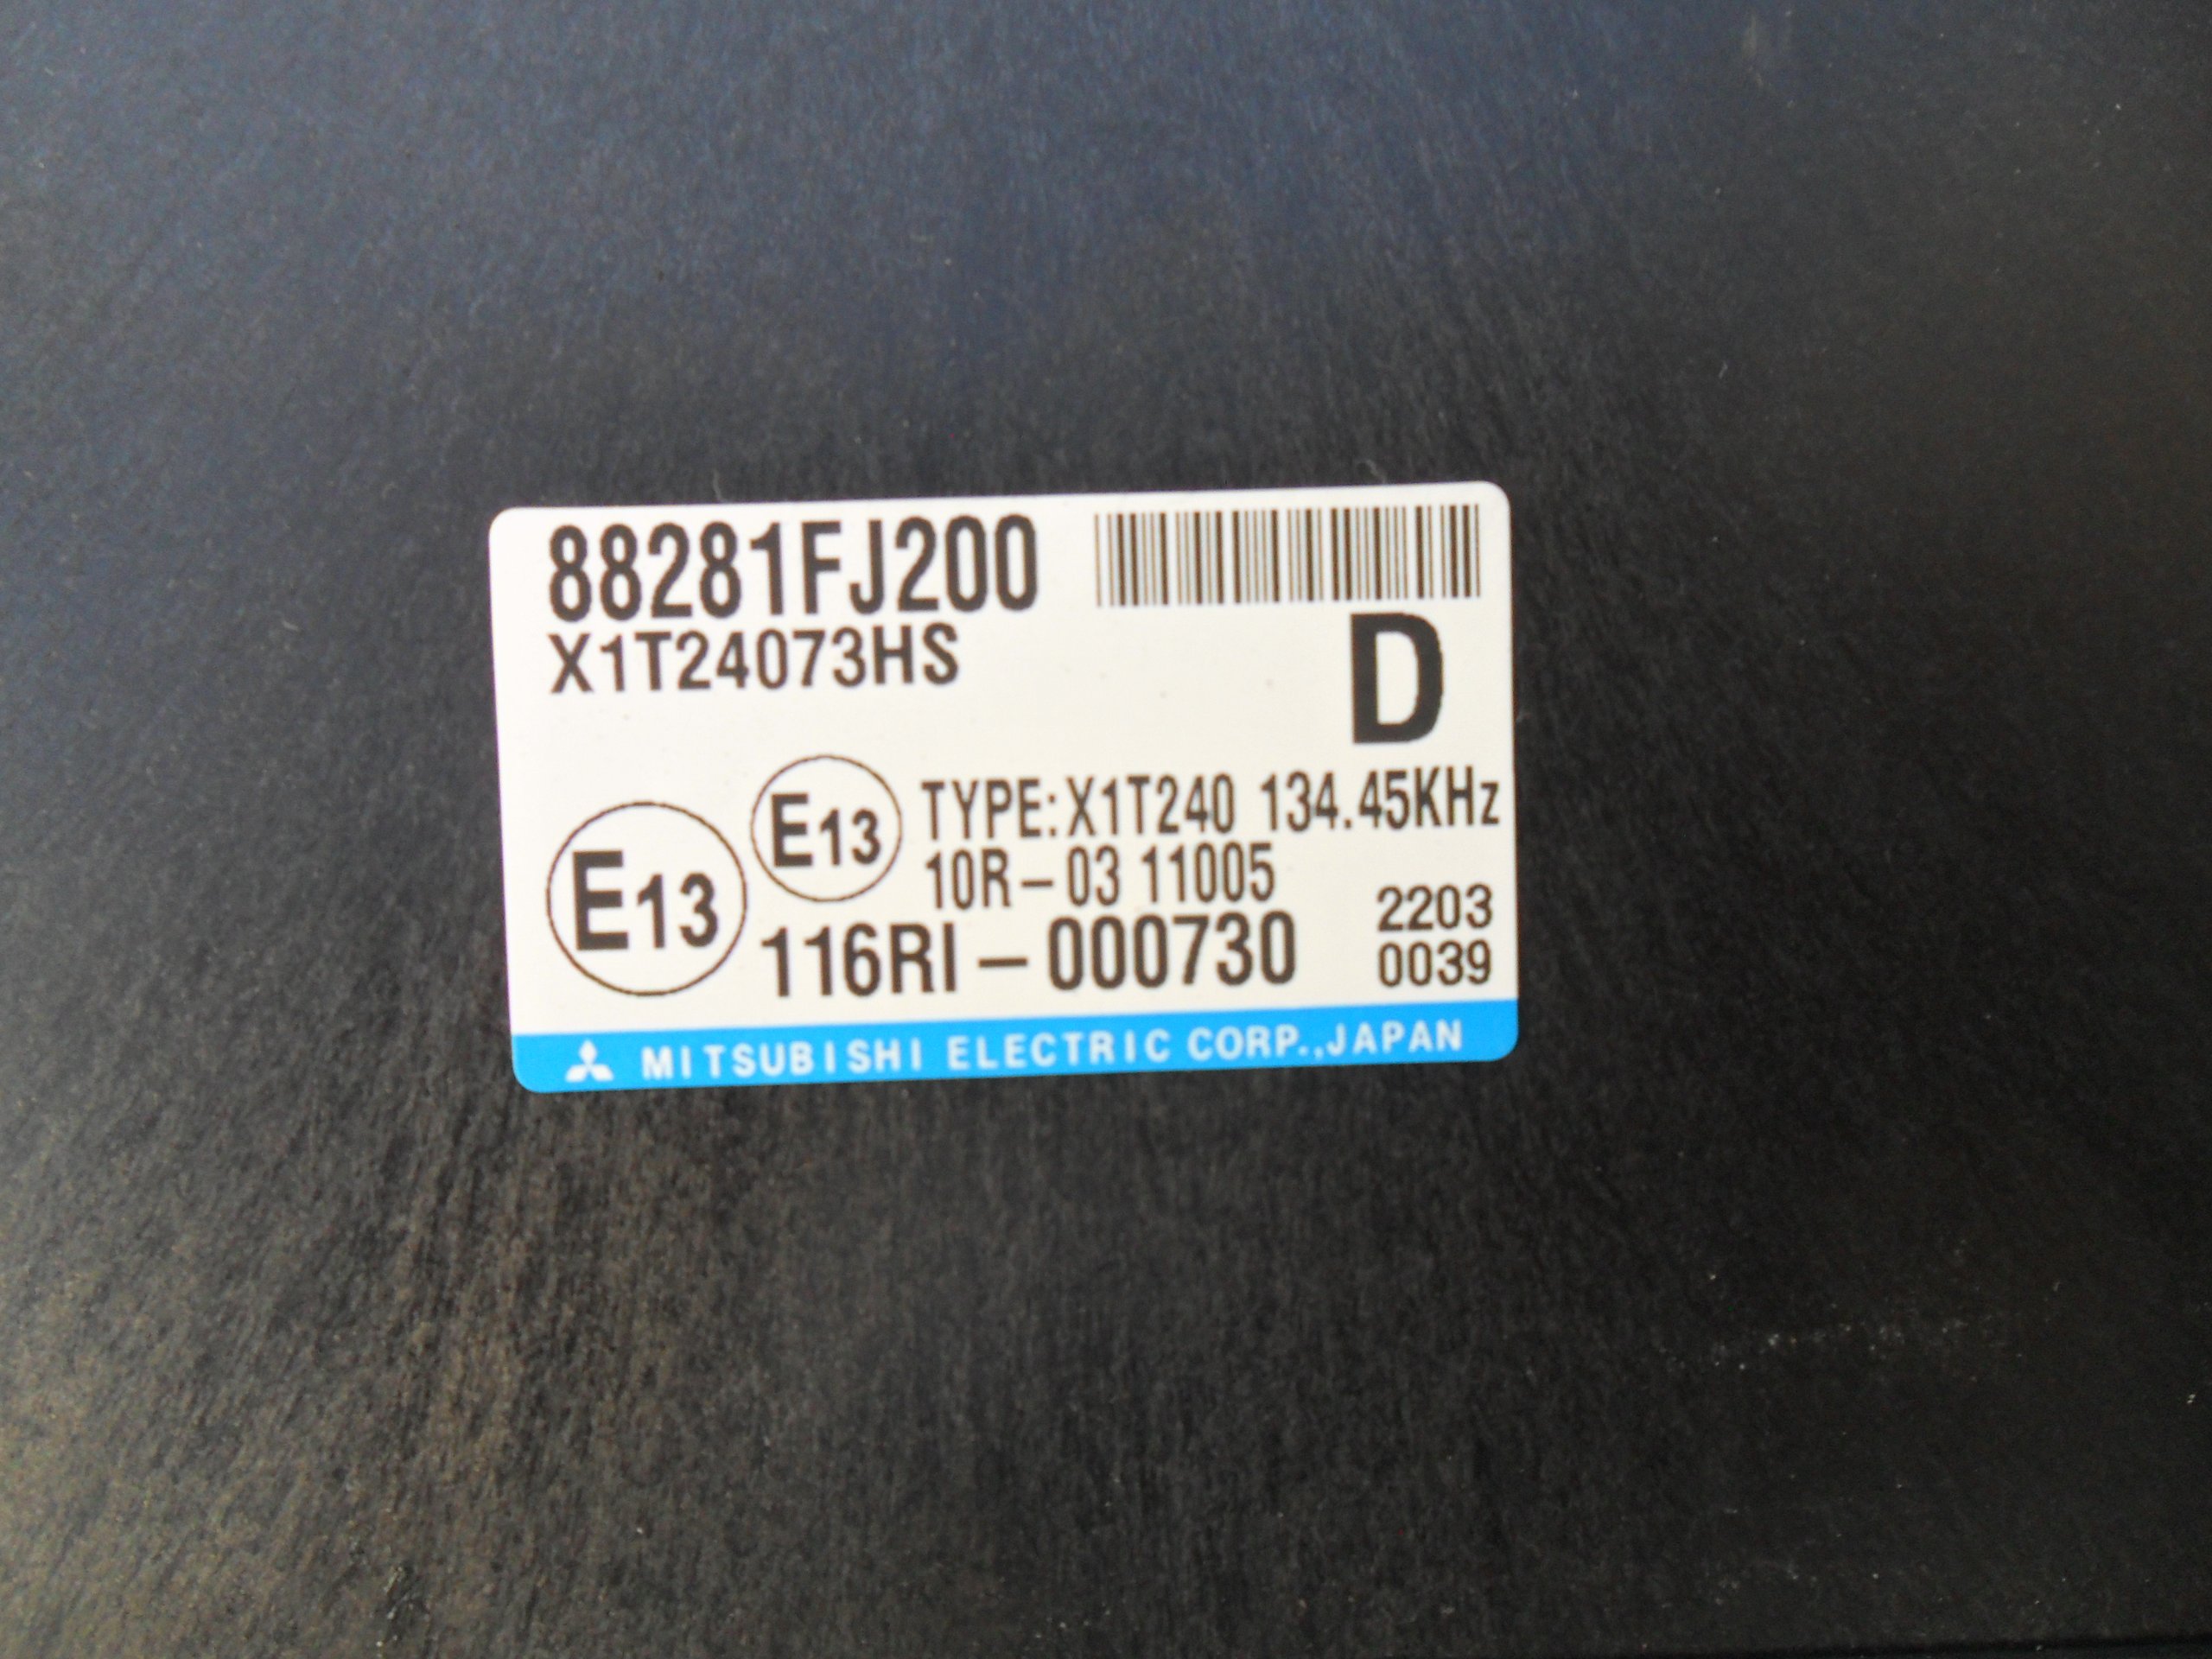 88281FJ200
X1T24073HS
D
E13
E13
TYPE:X1T240 134.45KHz
10R-03 11005
116RI-000730
2203
0039
MITSUBISHI ELECTRIC CORP.,JAPAN